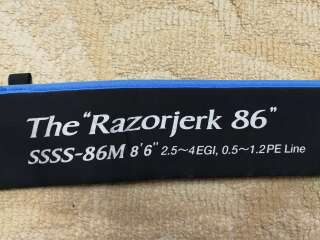 The “Razorjerk 86”
SSSS-86M 8'6" 2.5～4EGI, 0.5～1.2PE Line